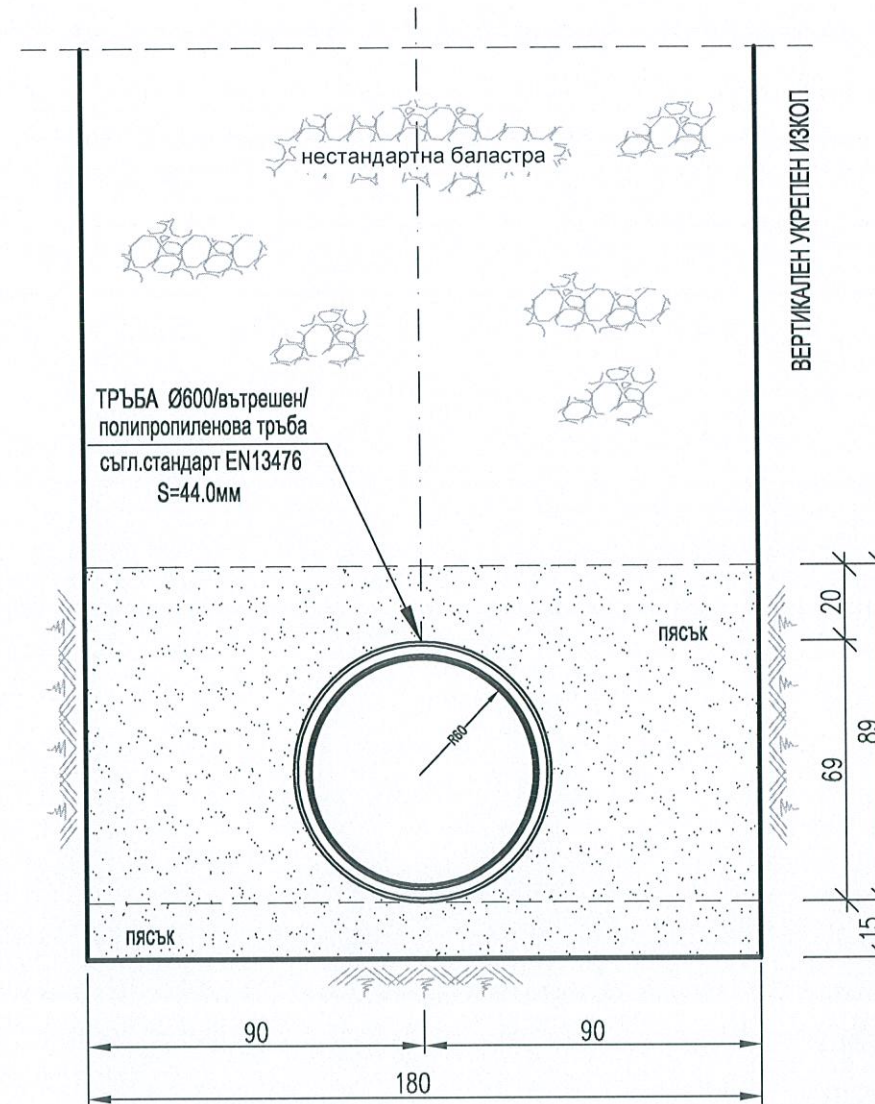 нестандартна баластра
ВЕРТИКАЛЕН УКРЕПЕН ИЗКОП
ТРЪБА Ø600/вътрешен/
полипропиленова тръба
съгл.стандарт EN13476
S=44.0мм
пясък
R60
20
69
89
15
пясък
90
90
180